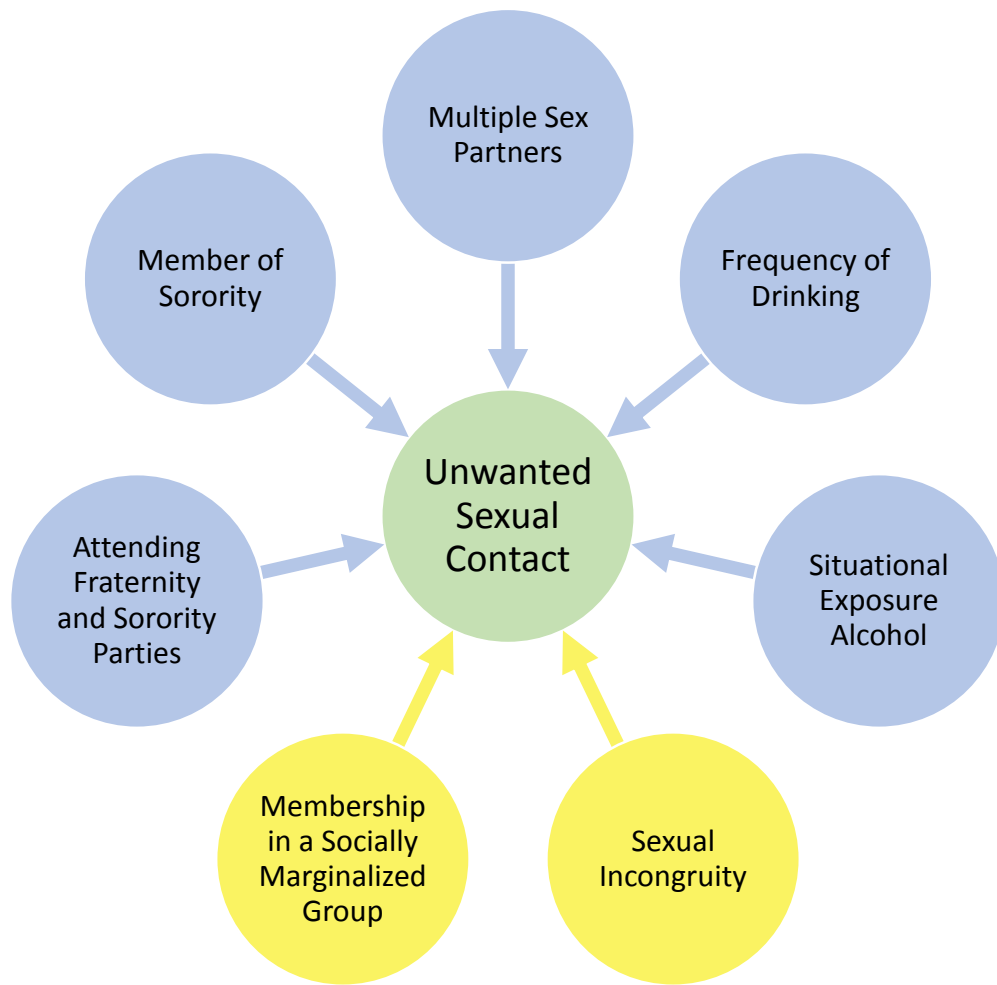 Multiple Sex
Partners
Member of
Sorority
Frequency of
Drinking
Unwanted
Sexual
Contact
Attending
Fraternity
and Sorority
Parties
Situational
Exposure
Alcohol
Membership
in a Socially
Marginalized
Group
Sexual
Incongruity